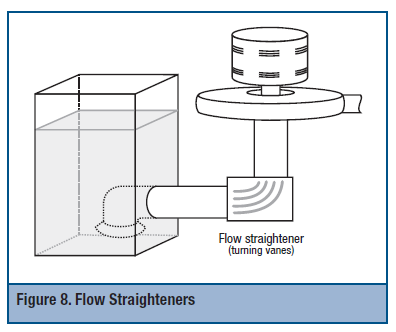 Flow straightener
(turning vanes)
Figure 8. Flow Straighteners